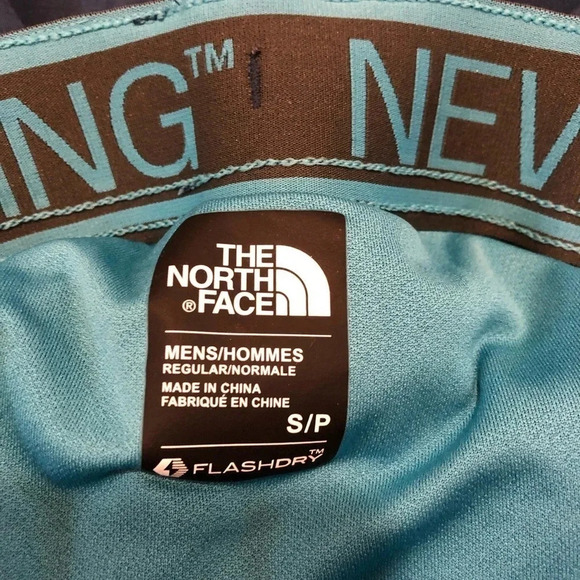 ING™ NEV
THE
NORTH
® FACE
MENS/HOMMES
REGULAR/NORMALE
MADE IN CHINA
FABRIQUÉ EN CHINE
S/P
FLASHDRY™